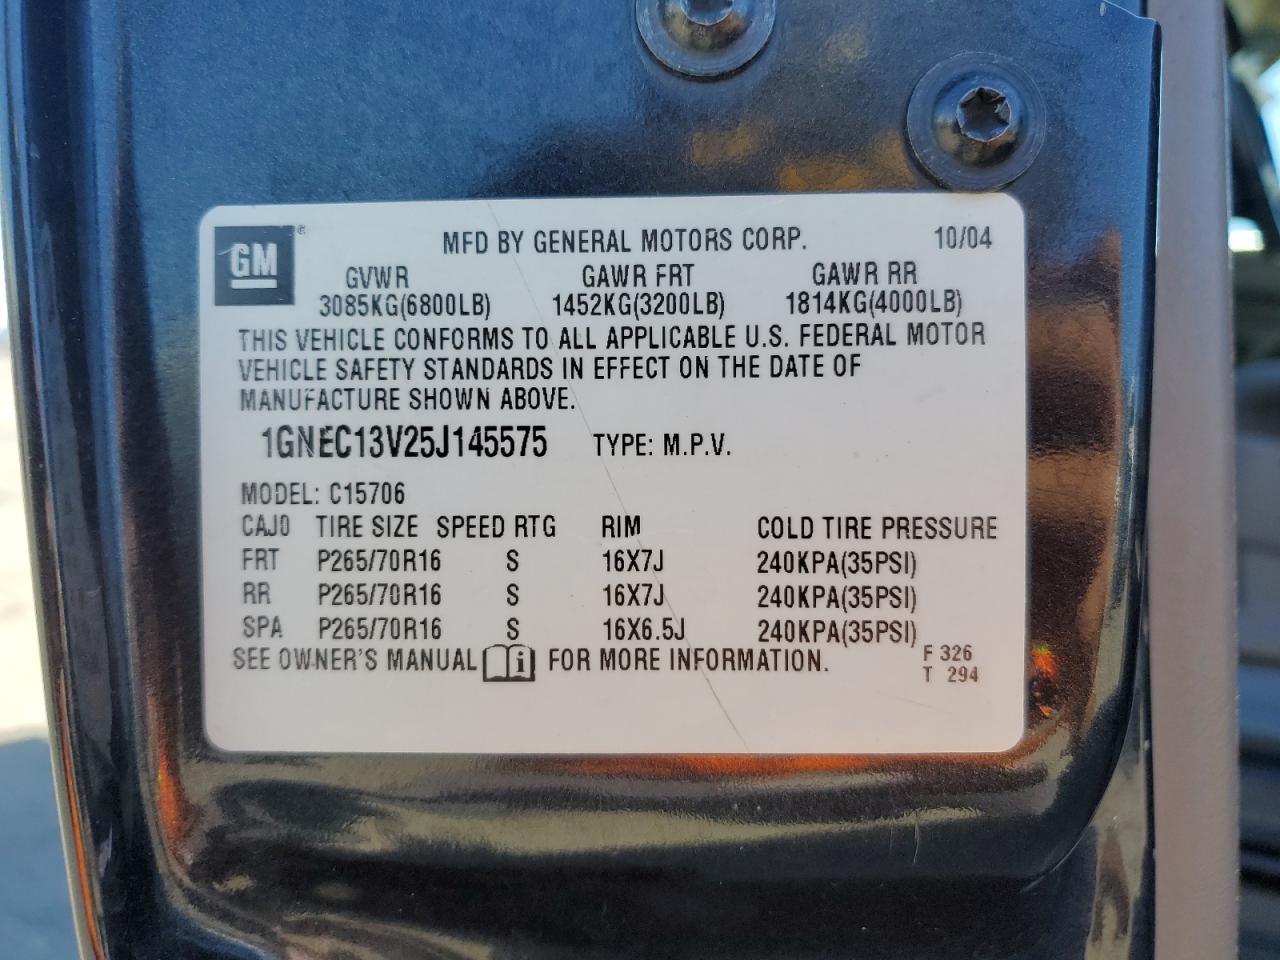 GM®
MFD BY GENERAL MOTORS CORP. 10/04
GVWR GAWR FRT GAWR RR
3085KG(6800LB) 1452KG(3200LB) 1814KG(4000LB)
THIS VEHICLE CONFORMS TO ALL APPLICABLE U.S. FEDERAL MOTOR
VEHICLE SAFETY STANDARDS IN EFFECT ON THE DATE OF
MANUFACTURE SHOWN ABOVE.
1GNEC13V25J145575 TYPE: M.P.V.
MODEL: C15706
CAJ0 TIRE SIZE SPEED RTG RIM COLD TIRE PRESSURE
FRT P265/70R16 S 16X7J 240KPA(35PSI)
RR P265/70R16 S 16X7J 240KPA(35PSI)
SPA P265/70R16 S 16X6.5J 240KPA(35PSI)
SEE OWNER'S MANUAL FOR MORE INFORMATION.
F 326
T 294